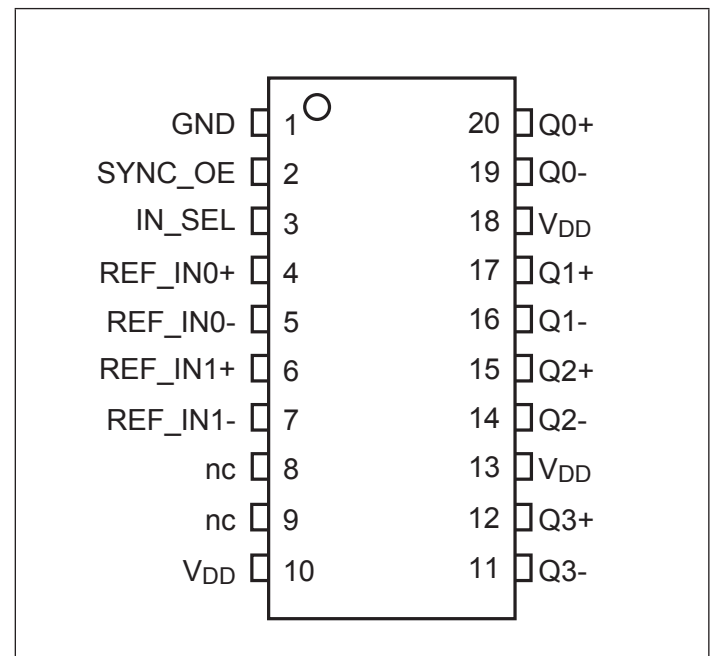 GND 1 20 Q0+
SYNC_OE 2 19 Q0-
IN_SEL 3 18 VDD
REF_IN0+ 4 17 Q1+
REF_IN0- 5 16 Q1-
REF_IN1+ 6 15 Q2+
REF_IN1- 7 14 Q2-
nc 8 13 VDD
nc 9 12 Q3+
VDD 10 11 Q3-